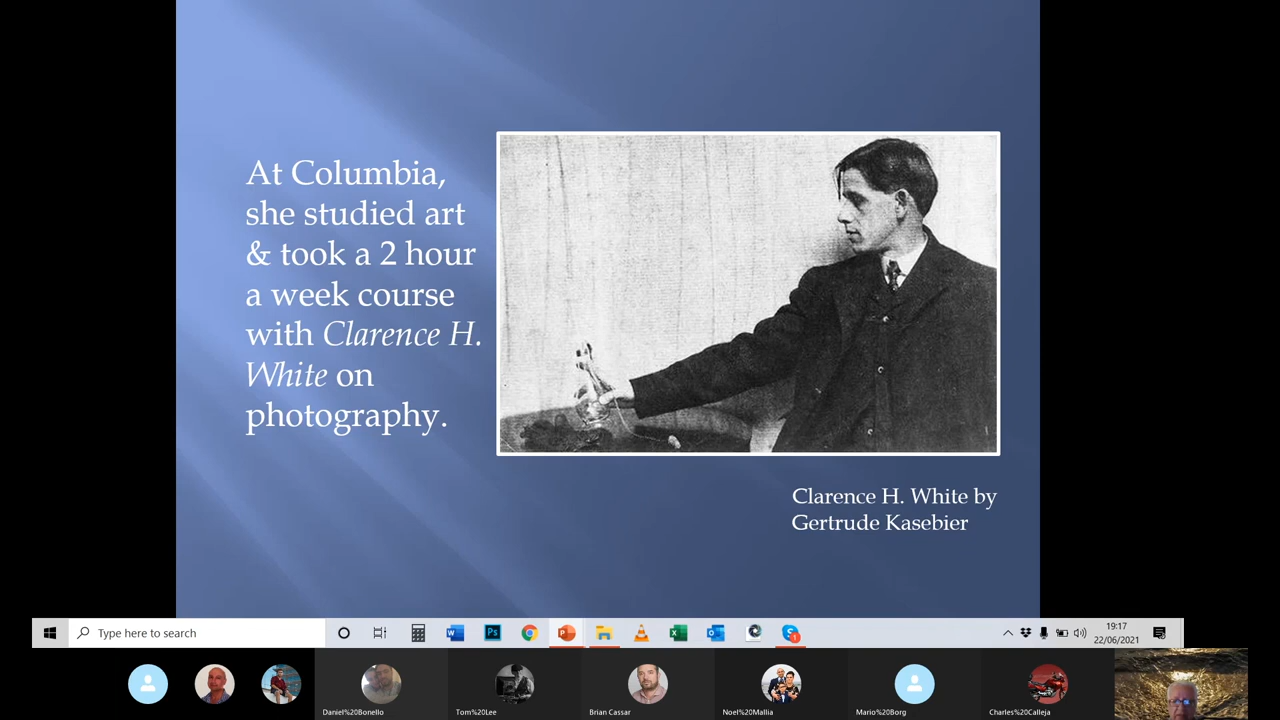 At Columbia,
she studied art
& took a 2 hour
a week course
with Clarence H.
White on
photography.
Clarence H. White by
Gertrude Kasebier
Type here to search
19:17
22/06/2021
Daniel%20Bonello
Tom%20Lee
Brian Cassar
Noel%20Mallia
Mario%20Borg
Charles%20Calleja